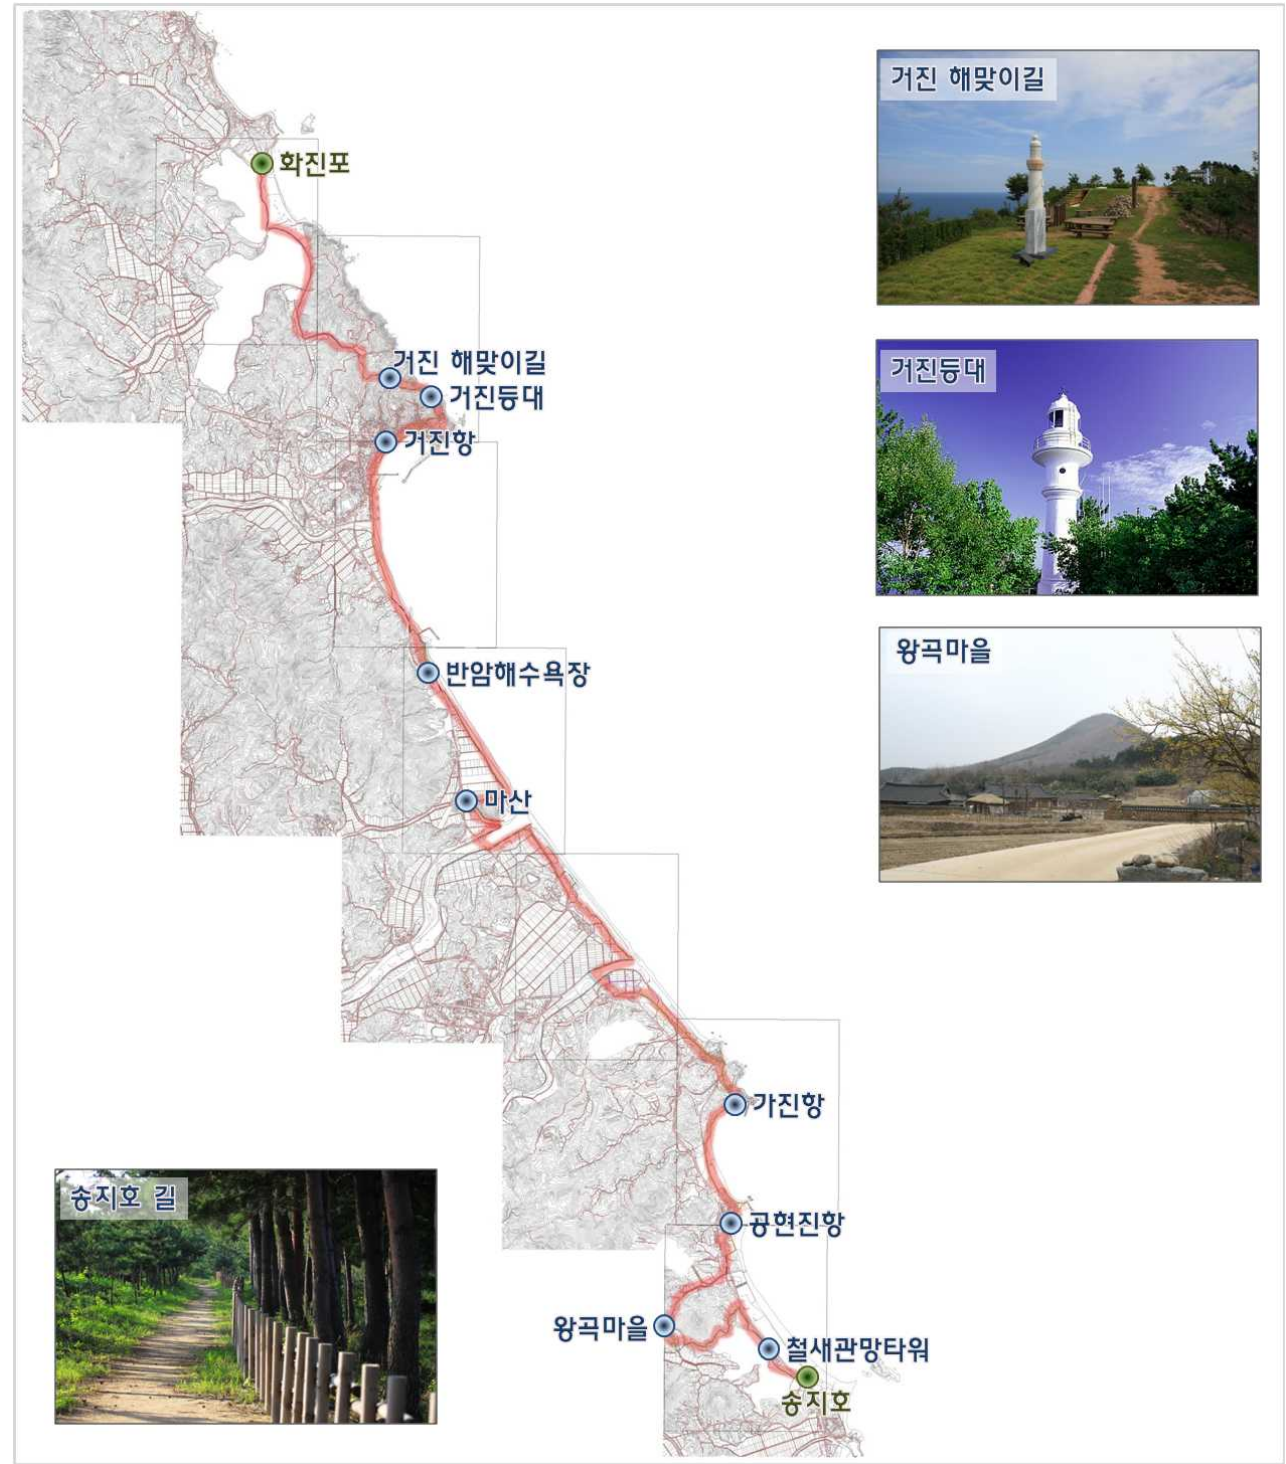 거진 해맞이길
화진포
거진등대
거진 해맞이길
거진등대
거진항
왕곡마을
반암해수욕장
마산
가진항
송지호 길
공현진항
왕곡마을
철새관망타워
송지호